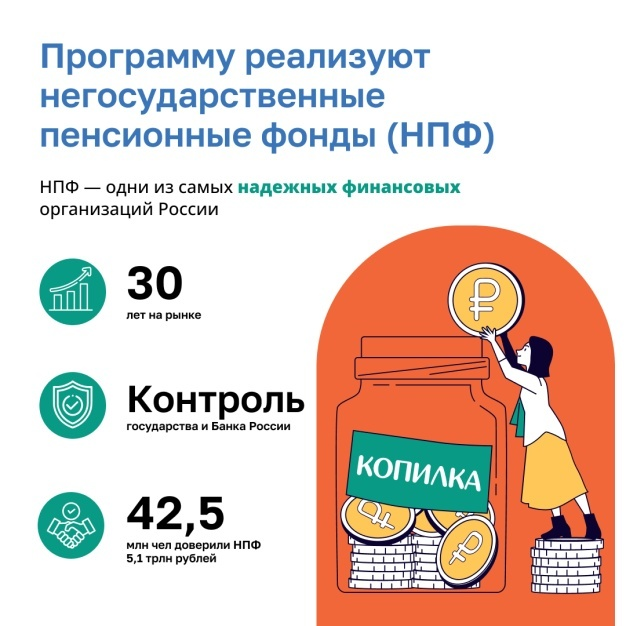 Программу реализуют
негосударственные
пенсионные фонды (НПФ)
НПФ — одни из самых надежных финансовых
организаций России
30
лет на рынке
Контроль
государства и Банка России
42,5
млн чел доверили НПФ
5,1 трлн рублей
КОПИЛКА